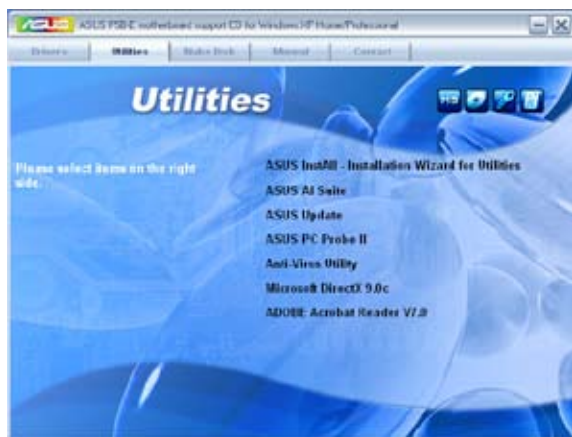 ASUS
ASUS P5B-E motherboard support CD for Windows XP Home/Professional
Drivers
Utilities
Make Disk
Manual
Contact
Utilities
Please select items on the right side.
ASUS InstAll - Installation Wizard for Utilities
ASUS AI Suite
ASUS Update
ASUS PC Probe II
Anti-Virus Utility
Microsoft DirectX 9.0c
ADOBE Acrobat Reader V7.0